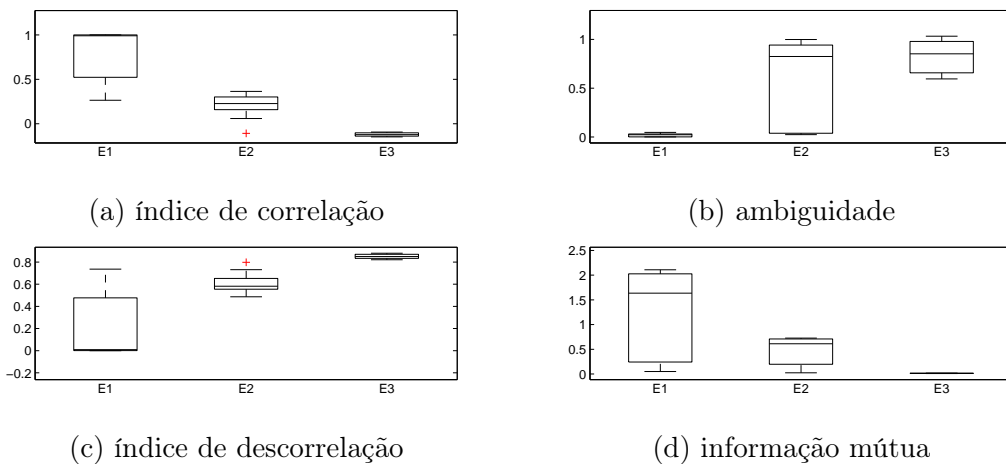 1
0.5
0
E1 E2 E3
1
0.5
0
E1 E2 E3
(a) índice de correlação
(b) ambiguidade
0.8
0.6
0.4
0.2
0
−0.2
E1 E2 E3
2.5
2
1.5
1
0.5
0
E1 E2 E3
(c) índice de descorrelação
(d) informação mútua